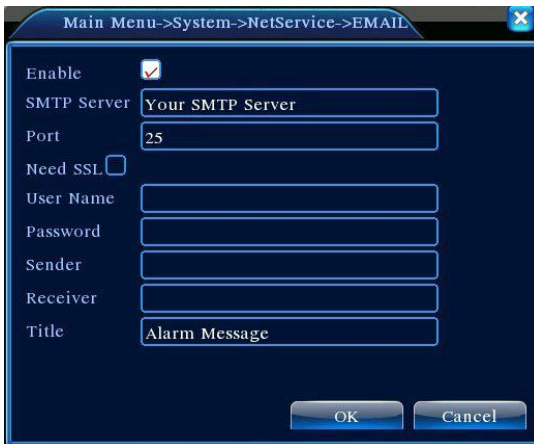 Main Menu->System->NetService->EMAIL
Enable
SMTP Server Your SMTP Server
Port 25
Need SSL
User Name
Password
Sender
Receiver
Title Alarm Message
OK Cancel